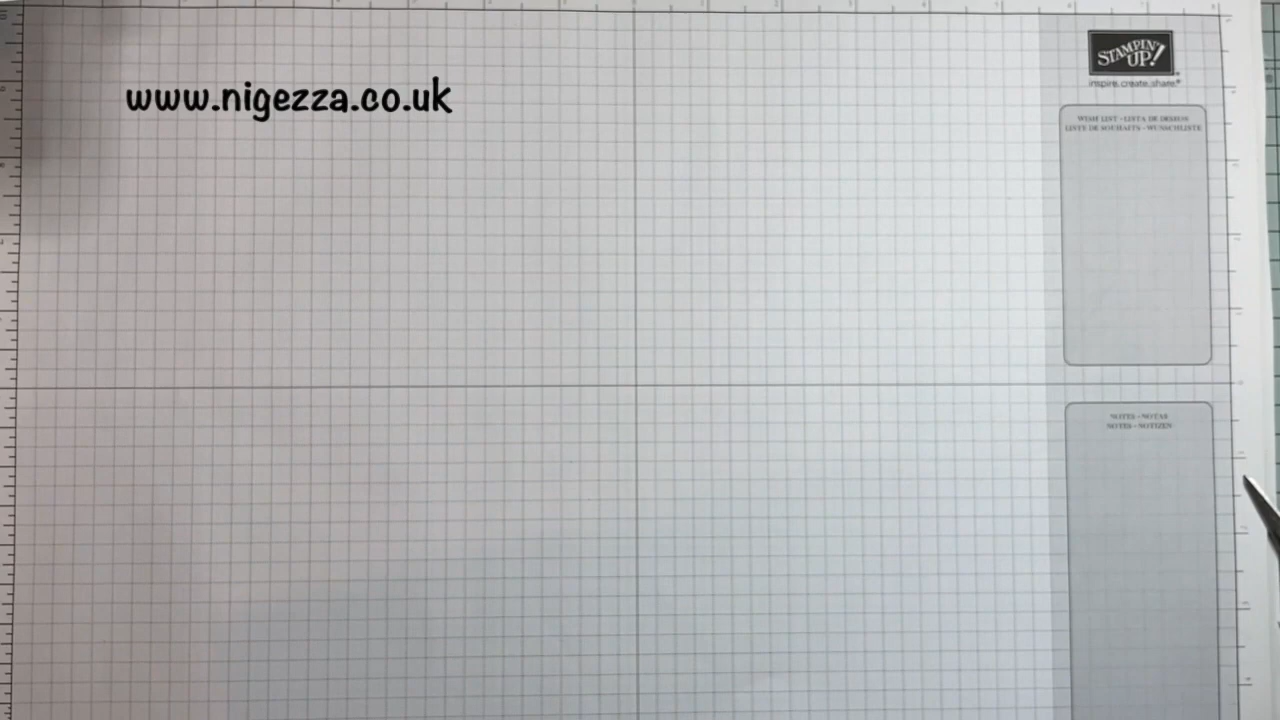 www.nigezza.co.uk
STAMPIN' UP!
inspire. create. share.®
WISH LIST • LISTA DE DESEOS
LISTE DE SOUHAITS • WUNSCHLISTE
NOTES • NOTAS
NOTES • NOTIZEN